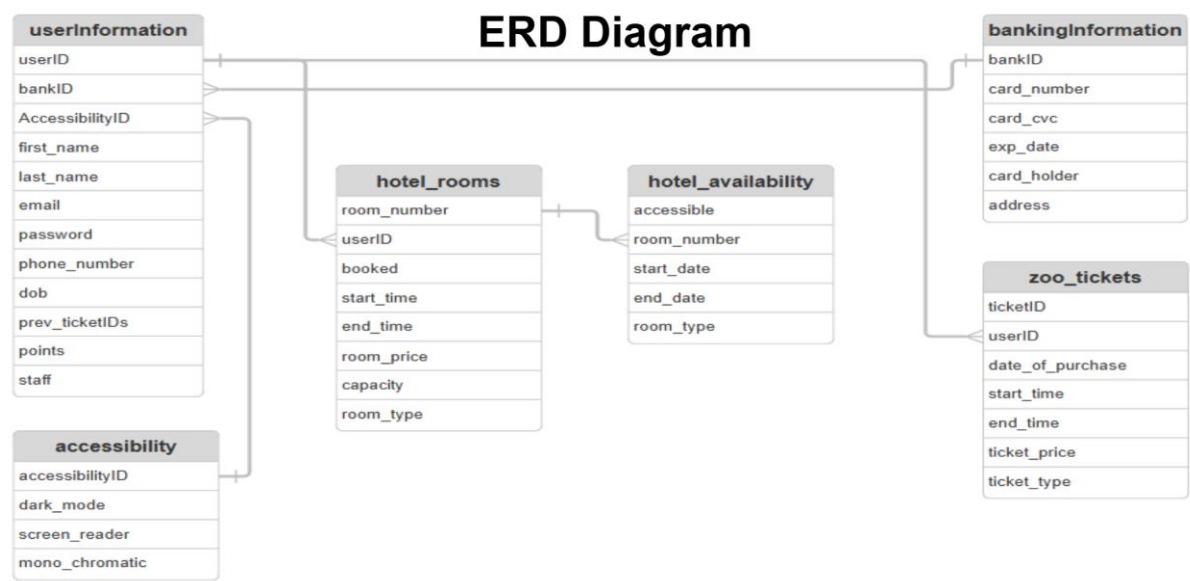 ERD Diagram
userInformation
userID
bankID
AccessibilityID
first_name
last_name
email
password
phone_number
dob
prev_ticketIDs
points
staff
accessibility
accessibilityID
dark_mode
screen_reader
mono_chromatic
hotel_rooms
room_number
userID
booked
start_time
end_time
room_price
capacity
room_type
hotel_availability
accessible
room_number
start_date
end_date
room_type
bankingInformation
bankID
card_number
card_cvc
exp_date
card_holder
address
zoo_tickets
ticketID
userID
date_of_purchase
start_time
end_time
ticket_price
ticket_type